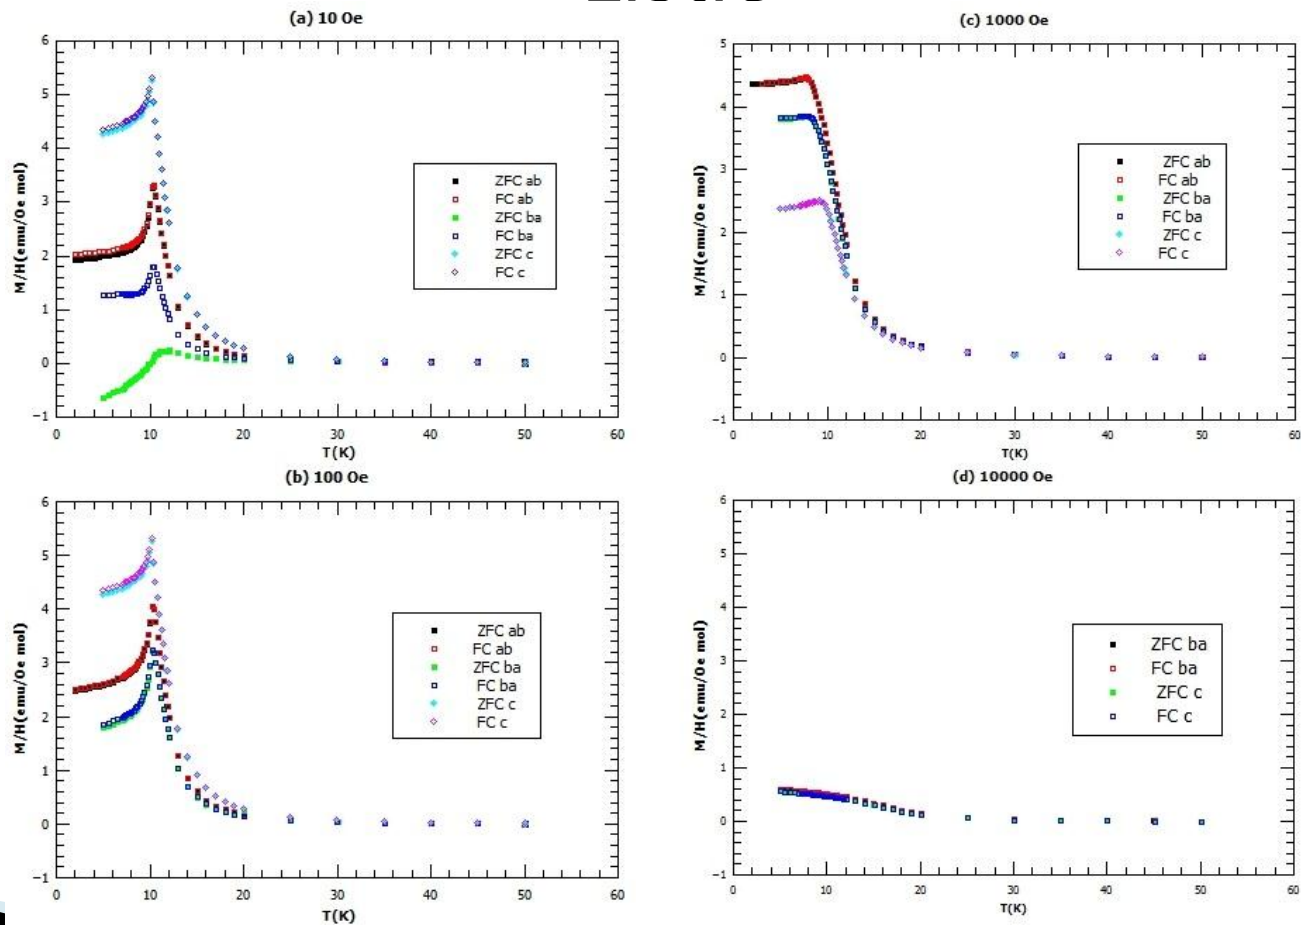 (a) 10 Oe
6
5
4
3
2
1
0
−1
M/H(emu/Oe mol)
ZFC ab
FC ab
ZFC ba
FC ba
ZFC c
FC c
0 10 20 30 40 50 60
T(K)
(c) 1000 Oe
5
4
3
2
1
0
−1
M/H(emu/Oe mol)
ZFC ab
FC ab
ZFC ba
FC ba
ZFC c
FC c
0 10 20 30 40 50 60
T(K)
(b) 100 Oe
6
5
4
3
2
1
0
−1
M/H(emu/Oe mol)
ZFC ab
FC ab
ZFC ba
FC ba
ZFC c
FC c
0 10 20 30 40 50 60
T(K)
(d) 10000 Oe
6
5
4
3
2
1
0
−1
M/H(emu/Oe mol)
ZFC ba
FC ba
ZFC c
FC c
0 10 20 30 40 50 60
T(K)